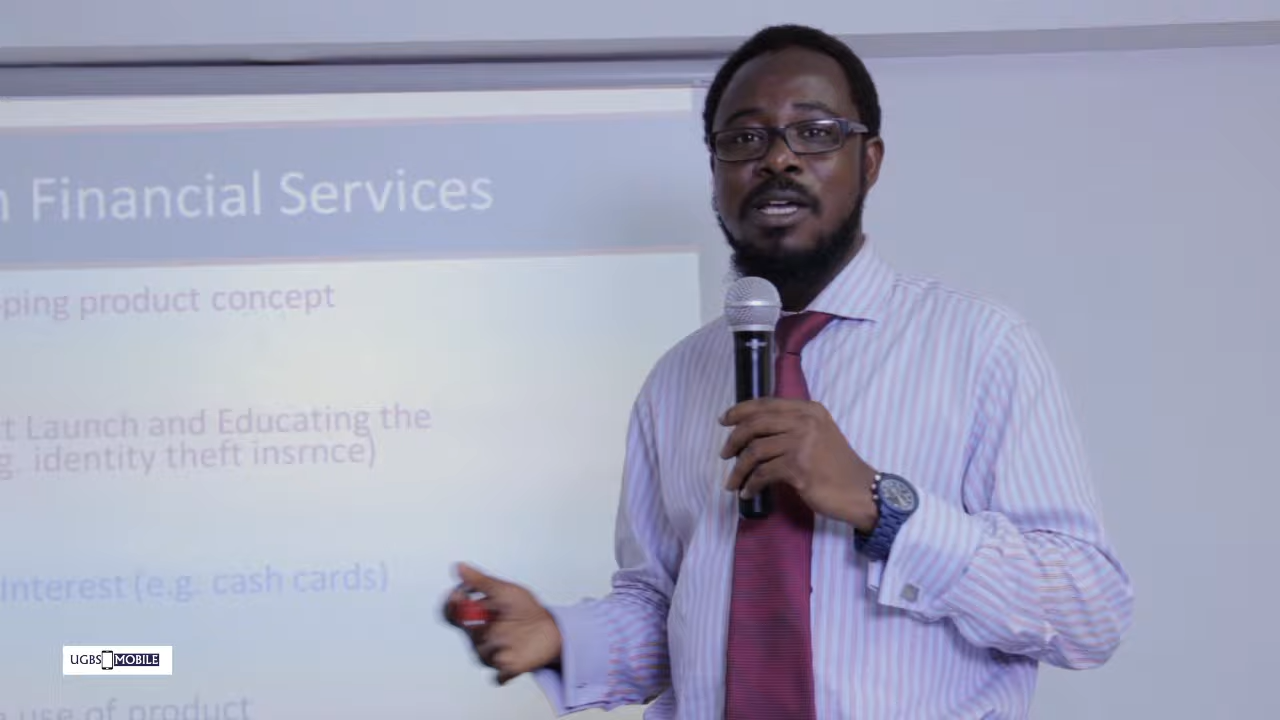 Financial Services
product concept
Launch and Educating the
identity theft insrnce)
Interest (e.g. cash cards)
use of product
UGBS MOBILE